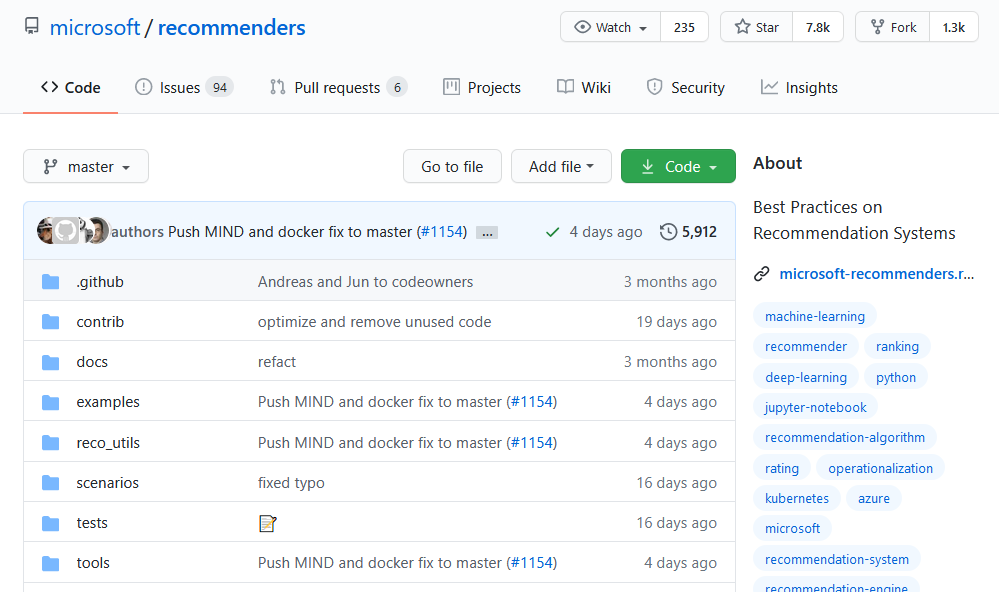 microsoft / recommenders
Watch 235
Star 7.8k
Fork 1.3k
Code
Issues 94
Pull requests 6
Projects
Wiki
Security
Insights
master
Go to file
Add file
Code
authors Push MIND and docker fix to master (#1154) ... 4 days ago 5,912
.github Andreas and Jun to codeowners 3 months ago
contrib optimize and remove unused code 19 days ago
docs refact 3 months ago
examples Push MIND and docker fix to master (#1154) 4 days ago
reco_utils Push MIND and docker fix to master (#1154) 4 days ago
scenarios fixed typo 16 days ago
tests 📝 16 days ago
tools Push MIND and docker fix to master (#1154) 4 days ago
About
Best Practices on
Recommendation Systems
microsoft-recommenders.r...
machine-learning
recommender ranking
deep-learning python
jupyter-notebook
recommendation-algorithm
rating operationalization
kubernetes azure
microsoft
recommendation-system
recommendation-engine